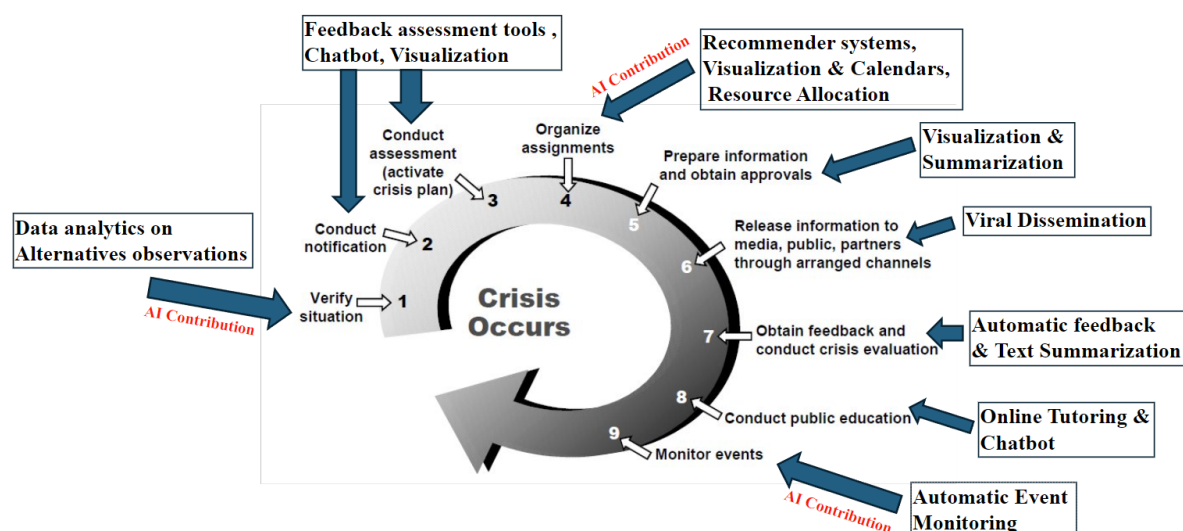 Feedback assessment tools ,
Chatbot, Visualization
AI Contribution
Recommender systems,
Visualization & Calendars,
Resource Allocation
Conduct
assessment
(activate
crisis plan)
3
Organize
assignments
4
Prepare information
and obtain approvals
5
Visualization &
Summarization
Data analytics on
Alternatives observations
AI Contribution
Conduct
notification
2
Verify
situation
1
Crisis
Occurs
Release information to
media, public, partners
through arranged channels
6
Viral Dissemination
7
Obtain feedback and
conduct crisis evaluation
Automatic feedback
& Text Summarization
8
Conduct public education
Online Tutoring &
Chatbot
9
Monitor events
AI Contribution
Automatic Event
Monitoring